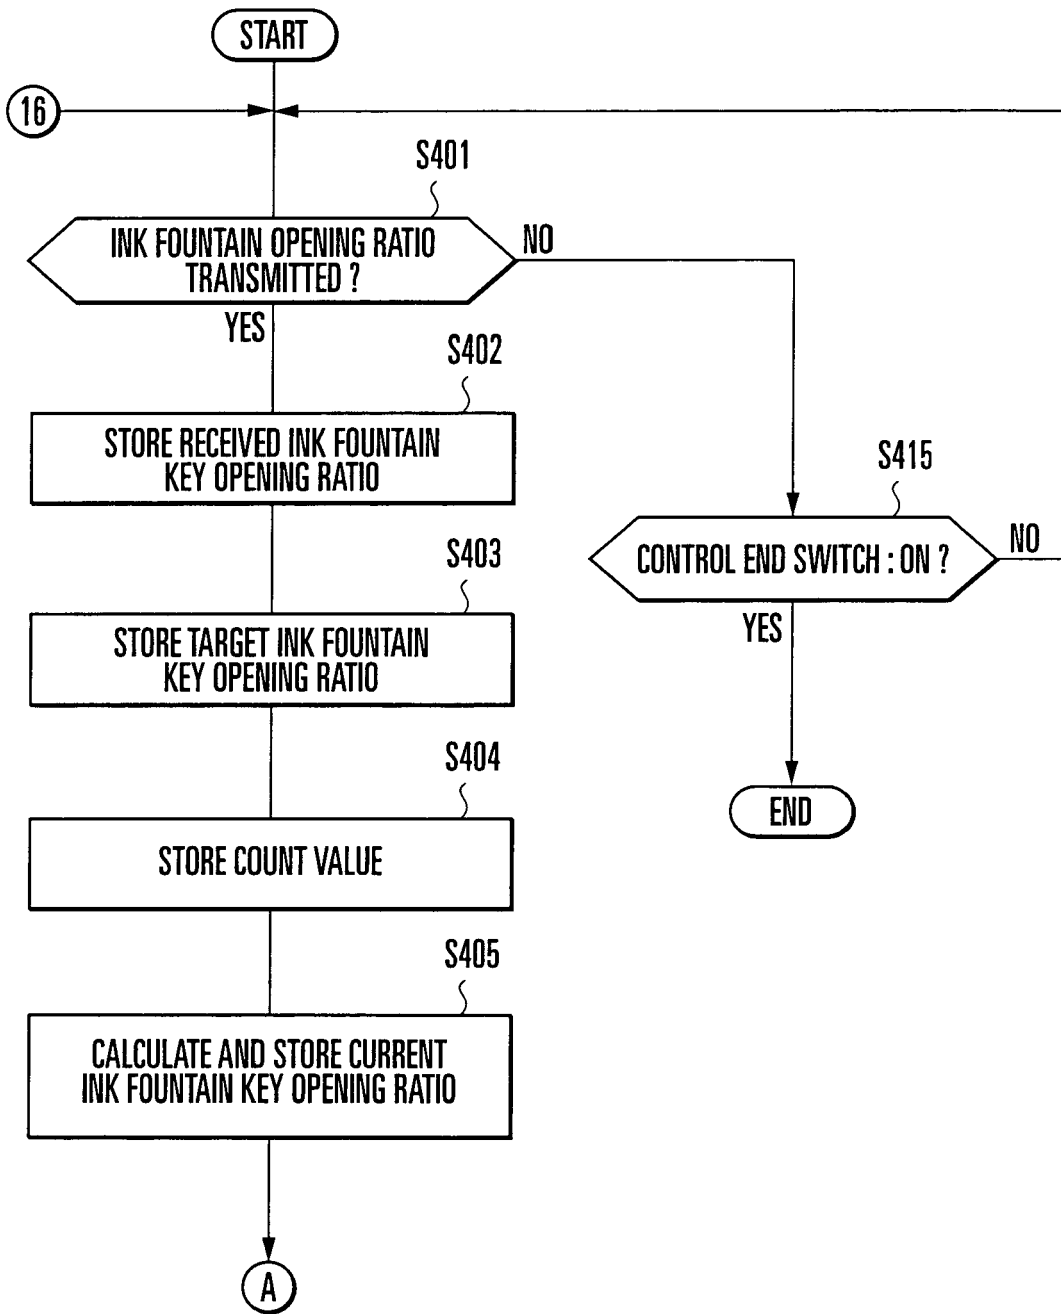 START
16
S401
INK FOUNTAIN OPENING RATIO
TRANSMITTED ?
NO
YES
S402
STORE RECEIVED INK FOUNTAIN
KEY OPENING RATIO
S415
CONTROL END SWITCH : ON ?
NO
YES
S403
STORE TARGET INK FOUNTAIN
KEY OPENING RATIO
S404
STORE COUNT VALUE
END
S405
CALCULATE AND STORE CURRENT
INK FOUNTAIN KEY OPENING RATIO
A